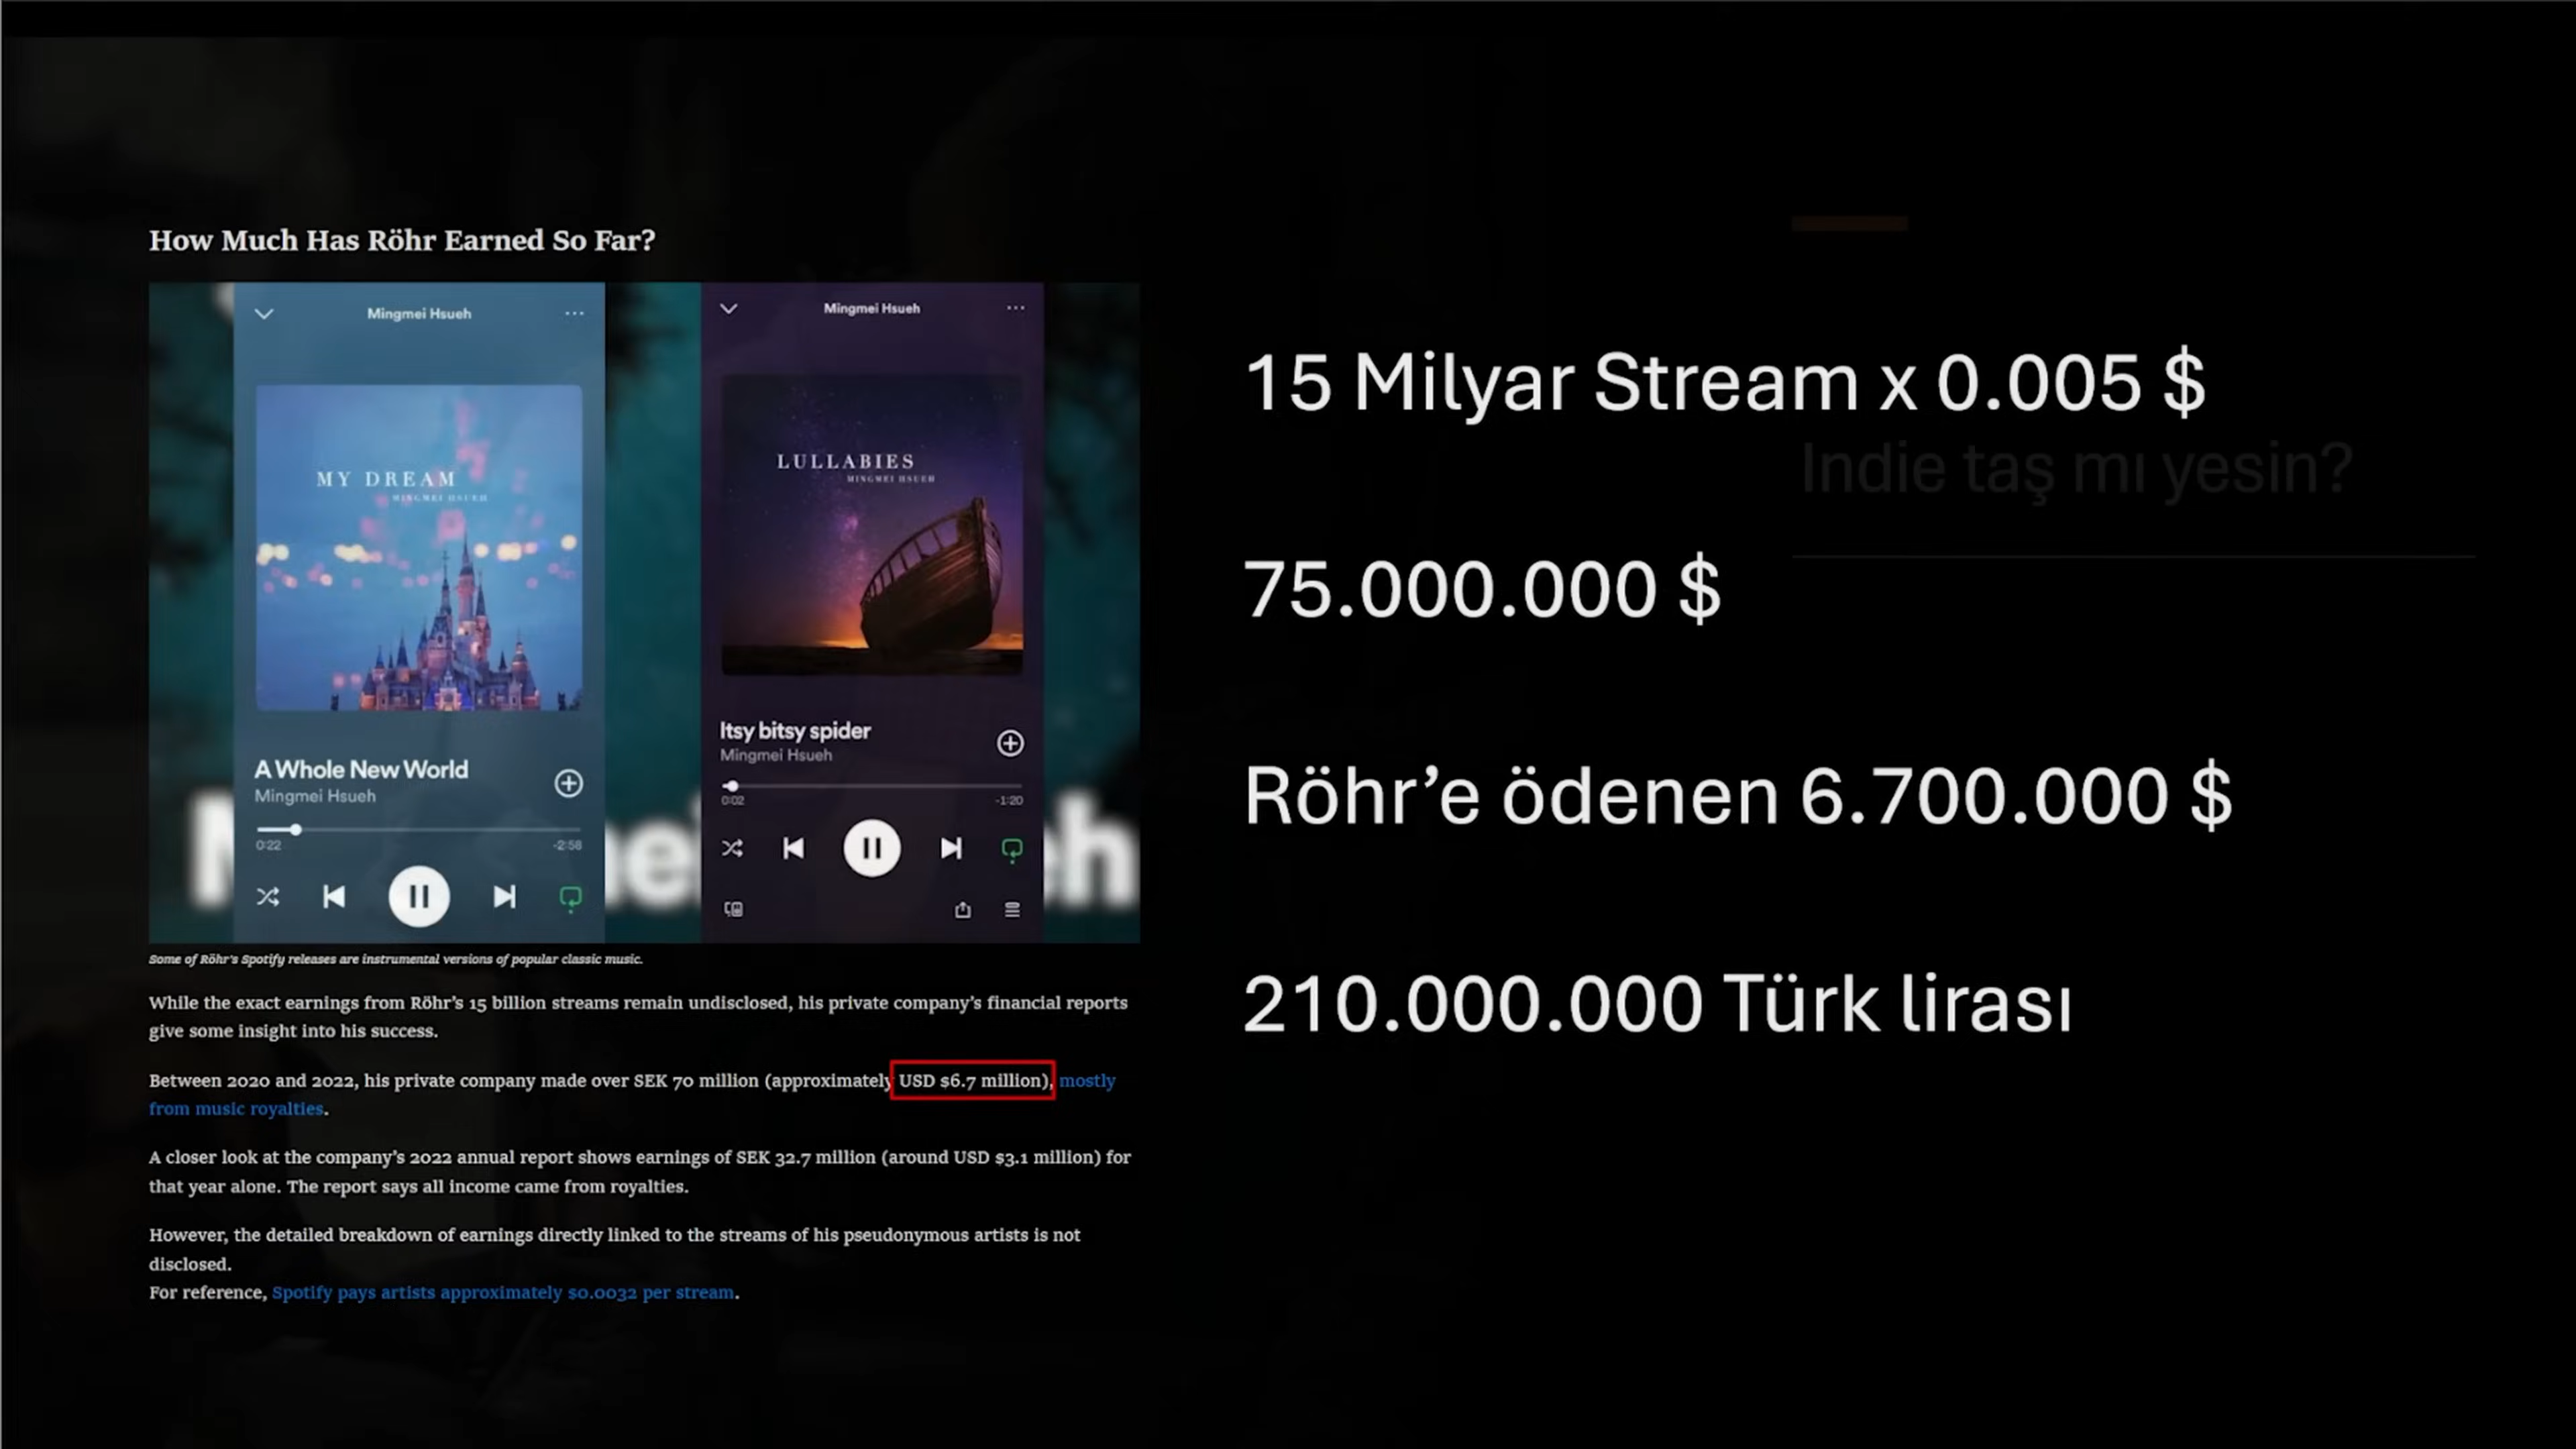 How Much Has Röhr Earned So Far?
Mingmei Hsueh
MY DREAM
MINGMEI HSUEH
A Whole New World
Mingmei Hsueh
0:22
-2:58
Mingmei Hsueh
LULLABIES
MINGMEI HSUEH
Itsy bitsy spider
Mingmei Hsueh
0:02
-1:20
Some of Röhr's Spotify releases are instrumental versions of popular classic music.
While the exact earnings from Röhr's 15 billion streams remain undisclosed, his private company's financial reports
give some insight into his success.
Between 2020 and 2022, his private company made over SEK 70 million (approximately USD $6.7 million), mostly
from music royalties.
A closer look at the company's 2022 annual report shows earnings of SEK 32.7 million (around USD $3.1 million) for
that year alone. The report says all income came from royalties.
However, the detailed breakdown of earnings directly linked to the streams of his pseudonymous artists is not
disclosed.
For reference, Spotify pays artists approximately $0.0032 per stream.
15 Milyar Stream x 0.005 $
Indie taş mı yesin?
75.000.000 $
Röhr’e ödenen 6.700.000 $
210.000.000 Türk lirası